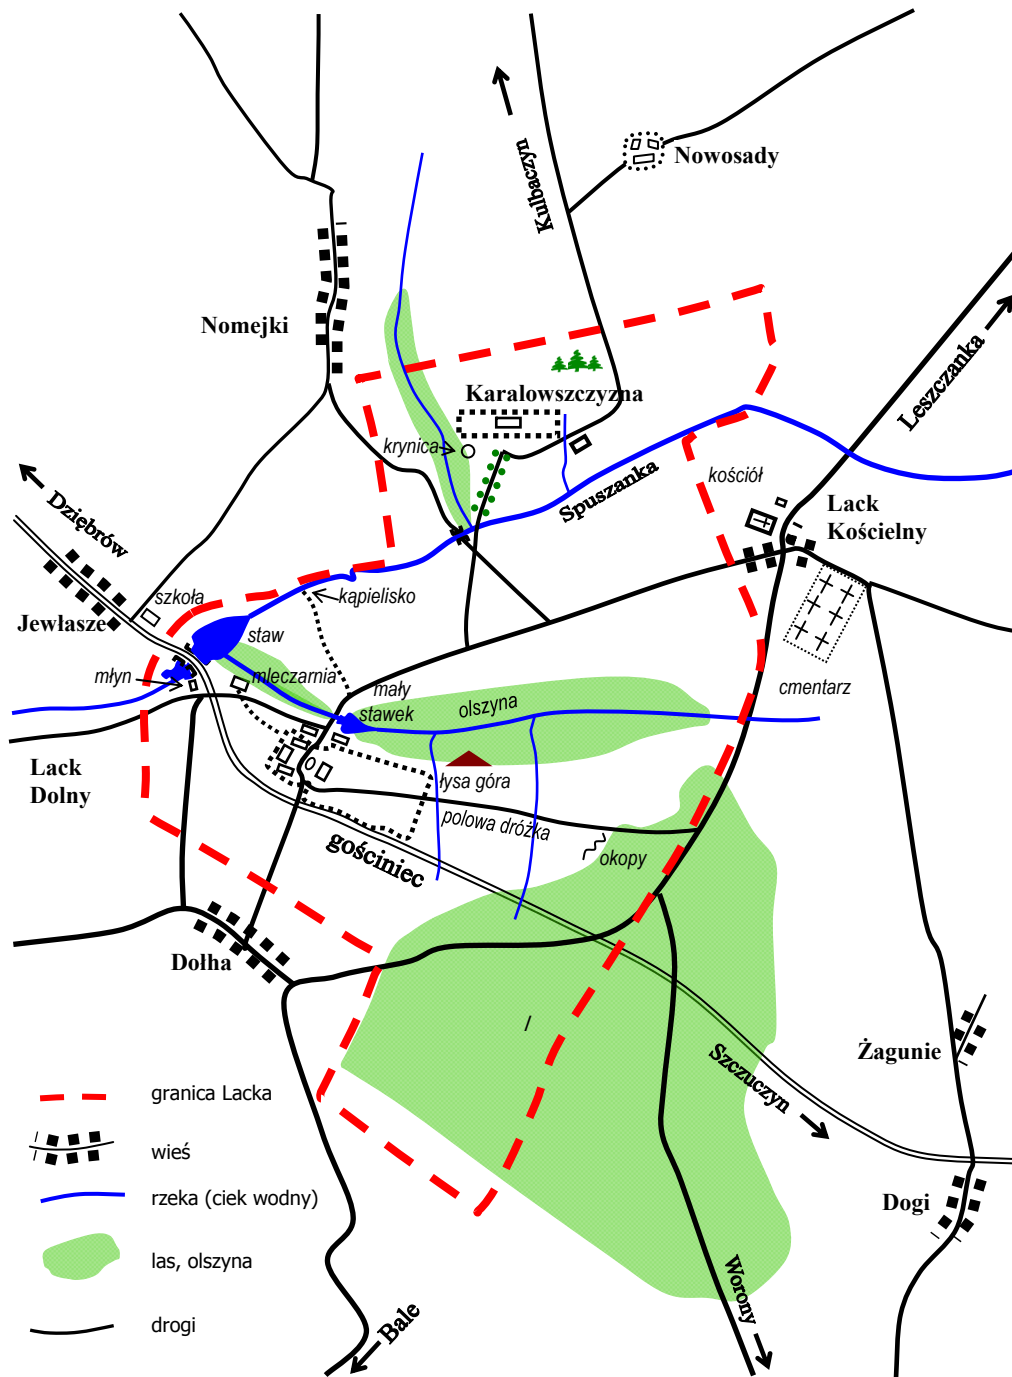 Kulbaczyn
Nowosady
Nomejki
Leszczanka
Karalowszczyzna
krynica
kościół
Spuszanka
Lack
Kościelny
Dziębrów
szkoła
kąpielisko
Jewłasze
staw
młyn
mleczarnia
mały
stawek
olszyna
cmentarz
Lack
Dolny
łysa góra
polowa dróżka
gościniec
okopy
Dołha
l
Szczuczyn
Żagunie
Dogi
Worony
Bale
granica Lacka
wieś
rzeka (ciek wodny)
las, olszyna
drogi